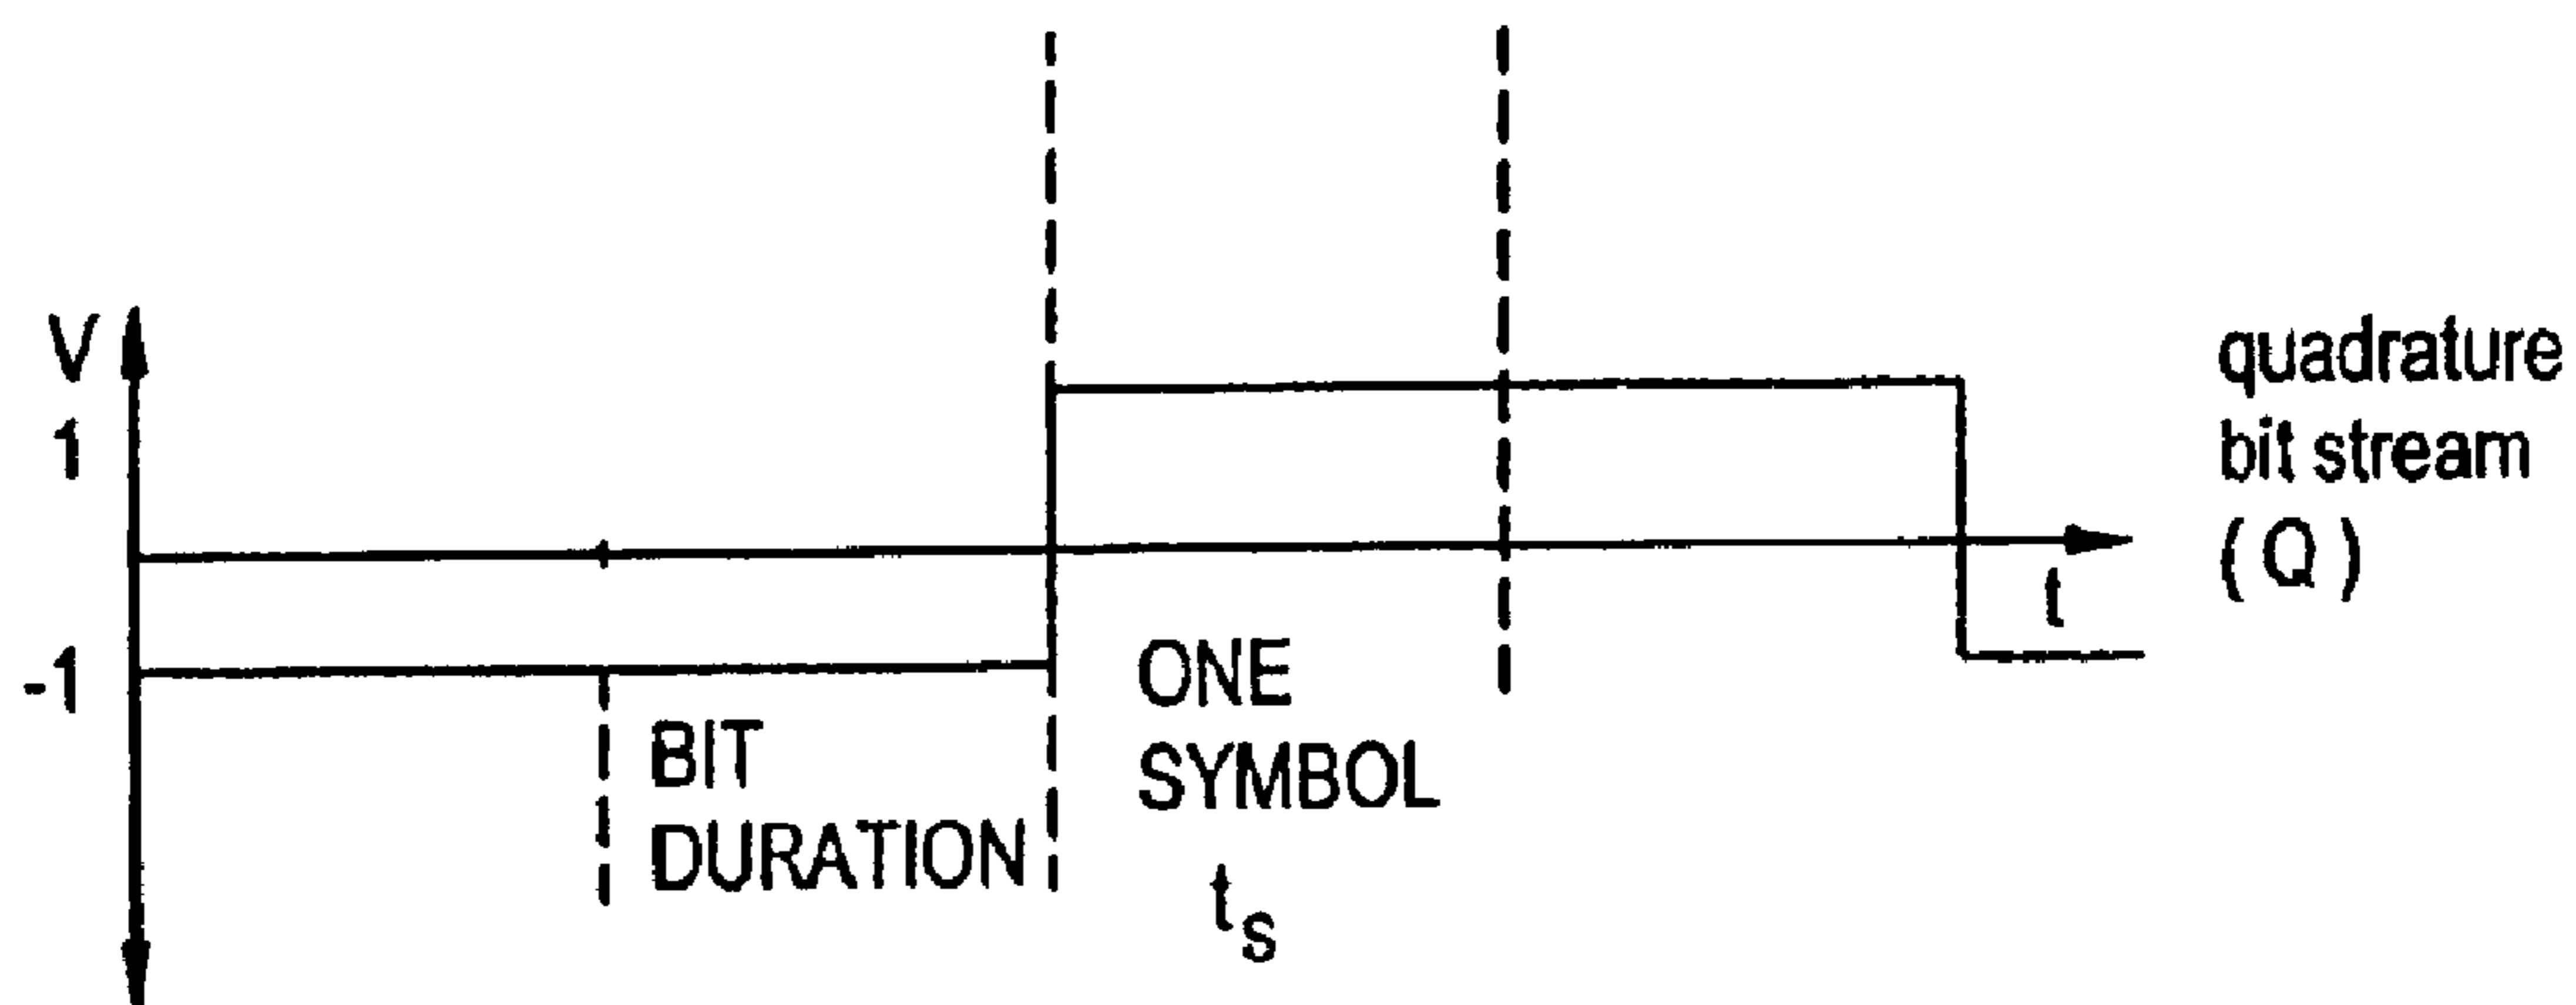 V
1
-1
BIT
DURATION
ONE
SYMBOL
t_s
t
quadrature
bit stream
( Q )